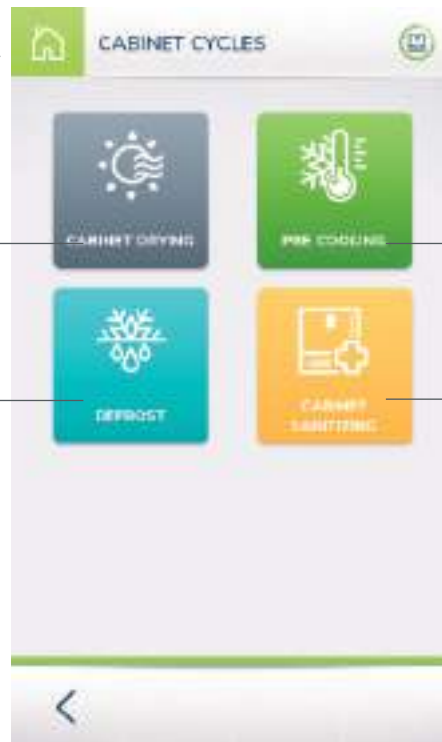 CABINET CYCLES
CABINET DRYING
PRE COOLING
DEFROST
CABINET
SANITIZING